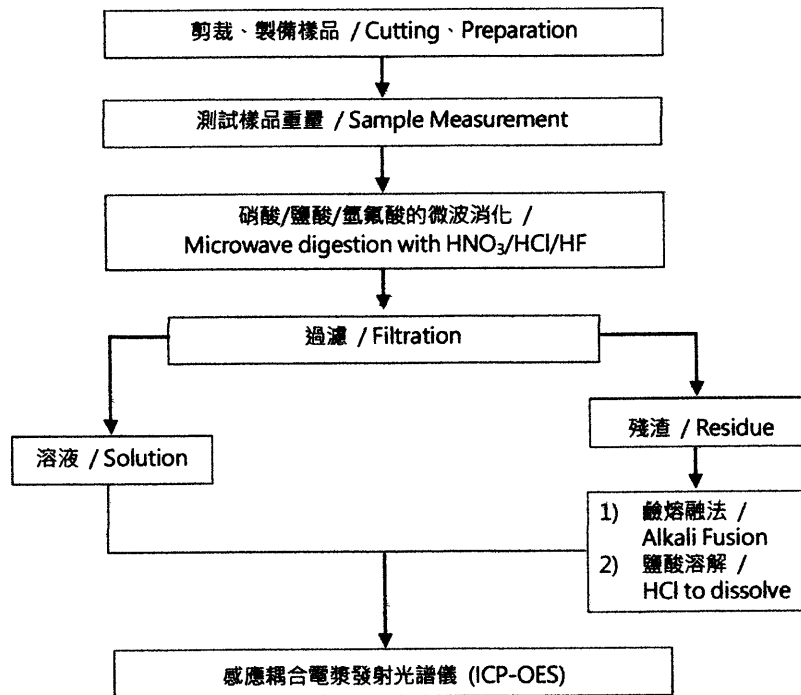 剪裁、製備樣品 / Cutting、Preparation
測試樣品重量 / Sample Measurement
硝酸/鹽酸/氫氟酸的微波消化 /
Microwave digestion with HNO₃/HCl/HF
過濾 / Filtration
溶液 / Solution
殘渣 / Residue
1) 鹼熔融法 /
Alkali Fusion
2) 鹽酸溶解 /
HCl to dissolve
感應耦合電漿發射光譜儀 (ICP-OES)